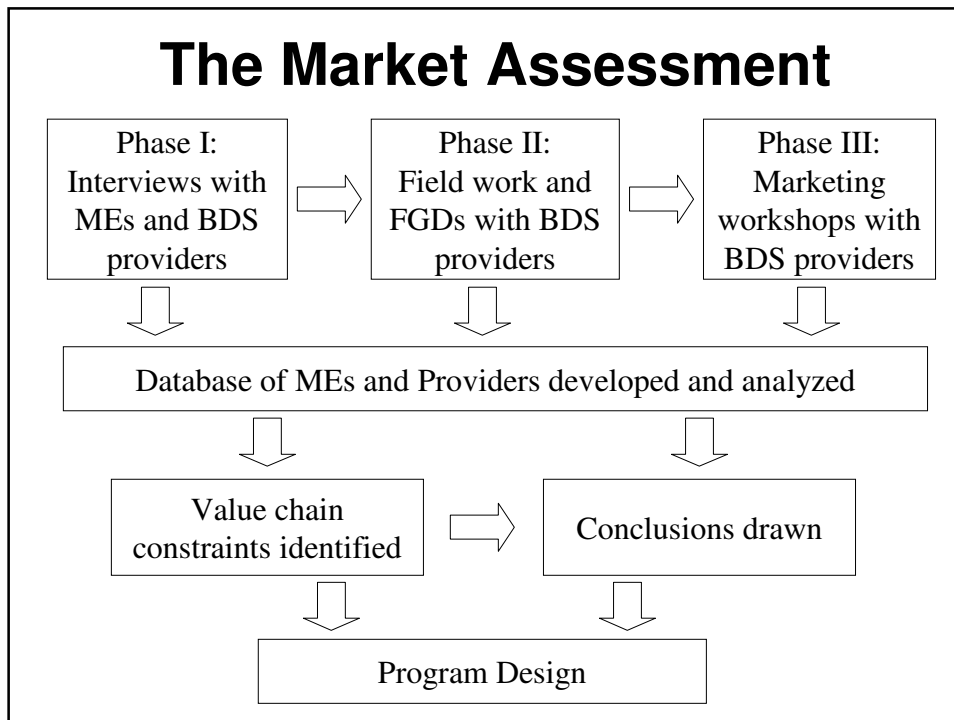 The Market Assessment
Phase I:
Interviews with
MEs and BDS
providers
Phase II:
Field work and
FGDs with BDS
providers
Phase III:
Marketing
workshops with
BDS providers
Database of MEs and Providers developed and analyzed
Value chain
constraints identified
Conclusions drawn
Program Design